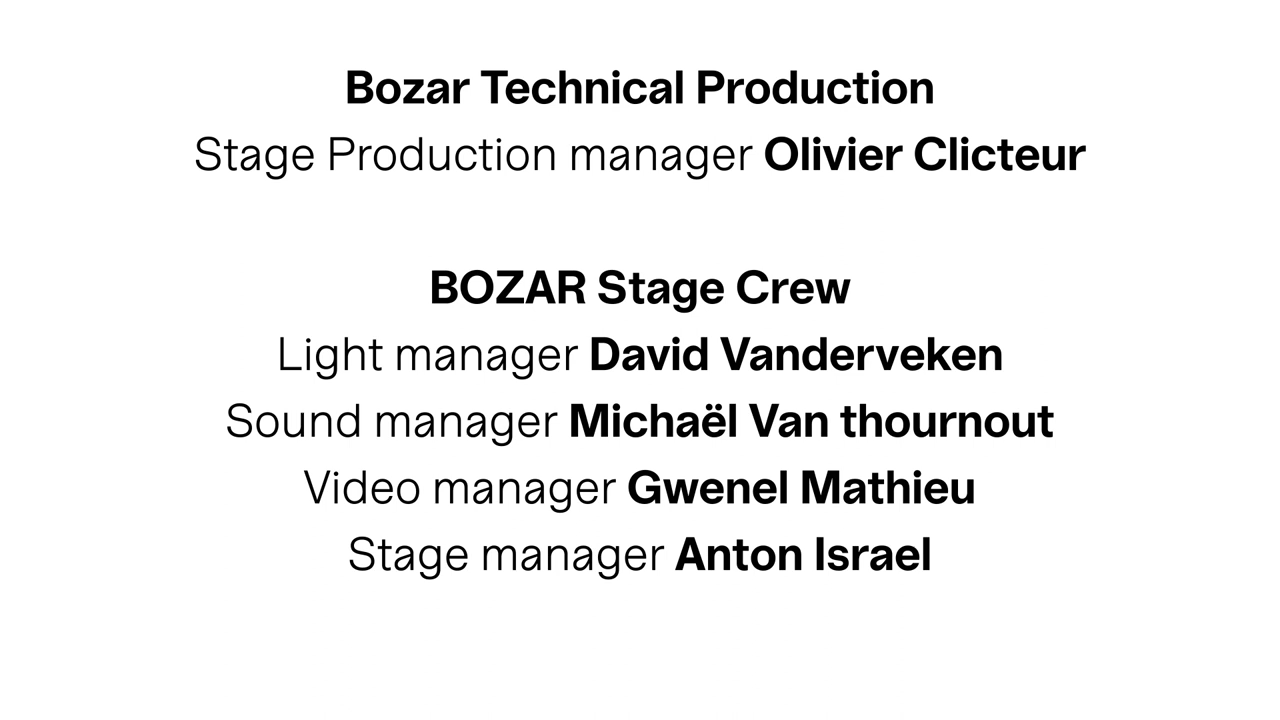 Bozar Technical Production
Stage Production manager Olivier Clicteur
BOZAR Stage Crew
Light manager David Vanderveken
Sound manager Michaël Van thournout
Video manager Gwenel Mathieu
Stage manager Anton Israel